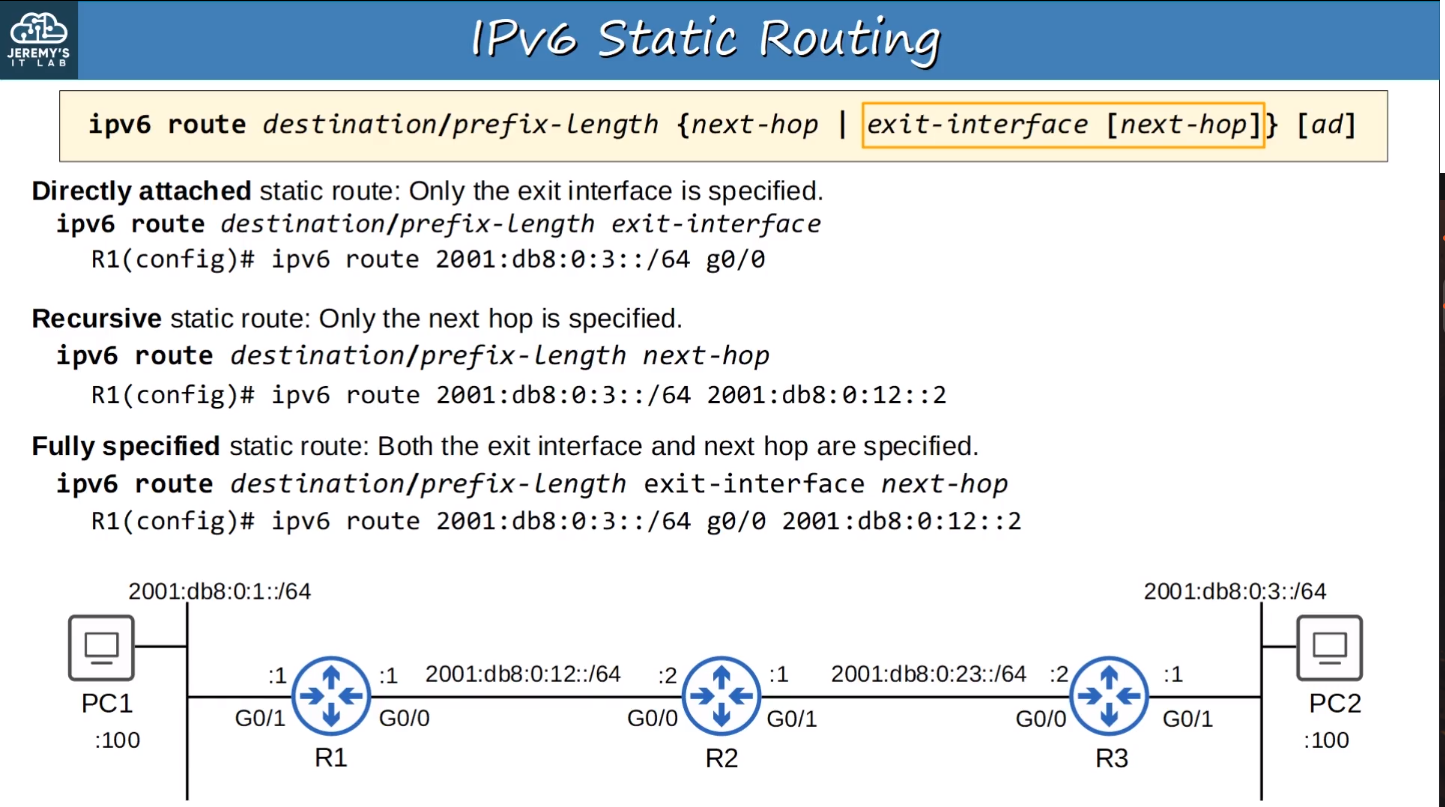 JEREMY'S
IT LAB
IPv6 Static Routing
ipv6 route destination/prefix-length {next-hop | exit-interface [next-hop]} [ad]
Directly attached static route: Only the exit interface is specified.
ipv6 route destination/prefix-length exit-interface
R1(config)# ipv6 route 2001:db8:0:3::/64 g0/0
Recursive static route: Only the next hop is specified.
ipv6 route destination/prefix-length next-hop
R1(config)# ipv6 route 2001:db8:0:3::/64 2001:db8:0:12::2
Fully specified static route: Both the exit interface and next hop are specified.
ipv6 route destination/prefix-length exit-interface next-hop
R1(config)# ipv6 route 2001:db8:0:3::/64 g0/0 2001:db8:0:12::2
2001:db8:0:1::/64 2001:db8:0:3::/64
:1 :1 2001:db8:0:12::/64 :2 :1 2001:db8:0:23::/64 :2 :1
PC1 G0/1 G0/0 G0/0 G0/1 G0/0 G0/1 PC2
:100 R1 R2 R3 :100